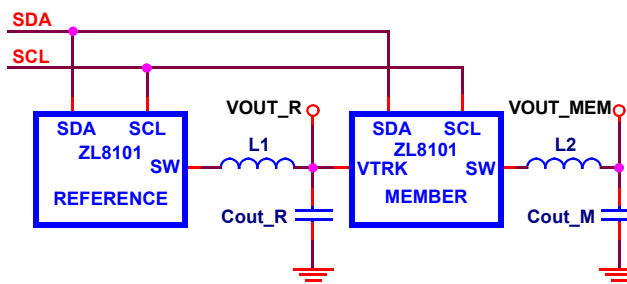 SDA
SCL
VOUT_R
VOUT_MEM
SDA SCL
ZL8101
SW
REFERENCE
L1
Cout_R
SDA SCL
ZL8101
VTRK SW
MEMBER
L2
Cout_M